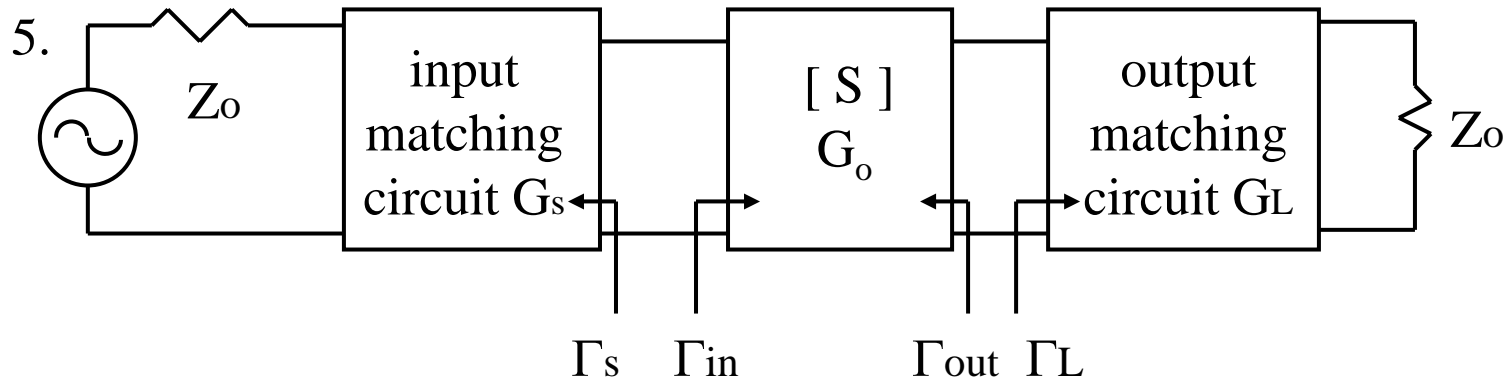 5.
Zo
input
matching
circuit Gs
[ S ]
Go
output
matching
circuit GL
Zo
Γs
Γin
Γout
ΓL